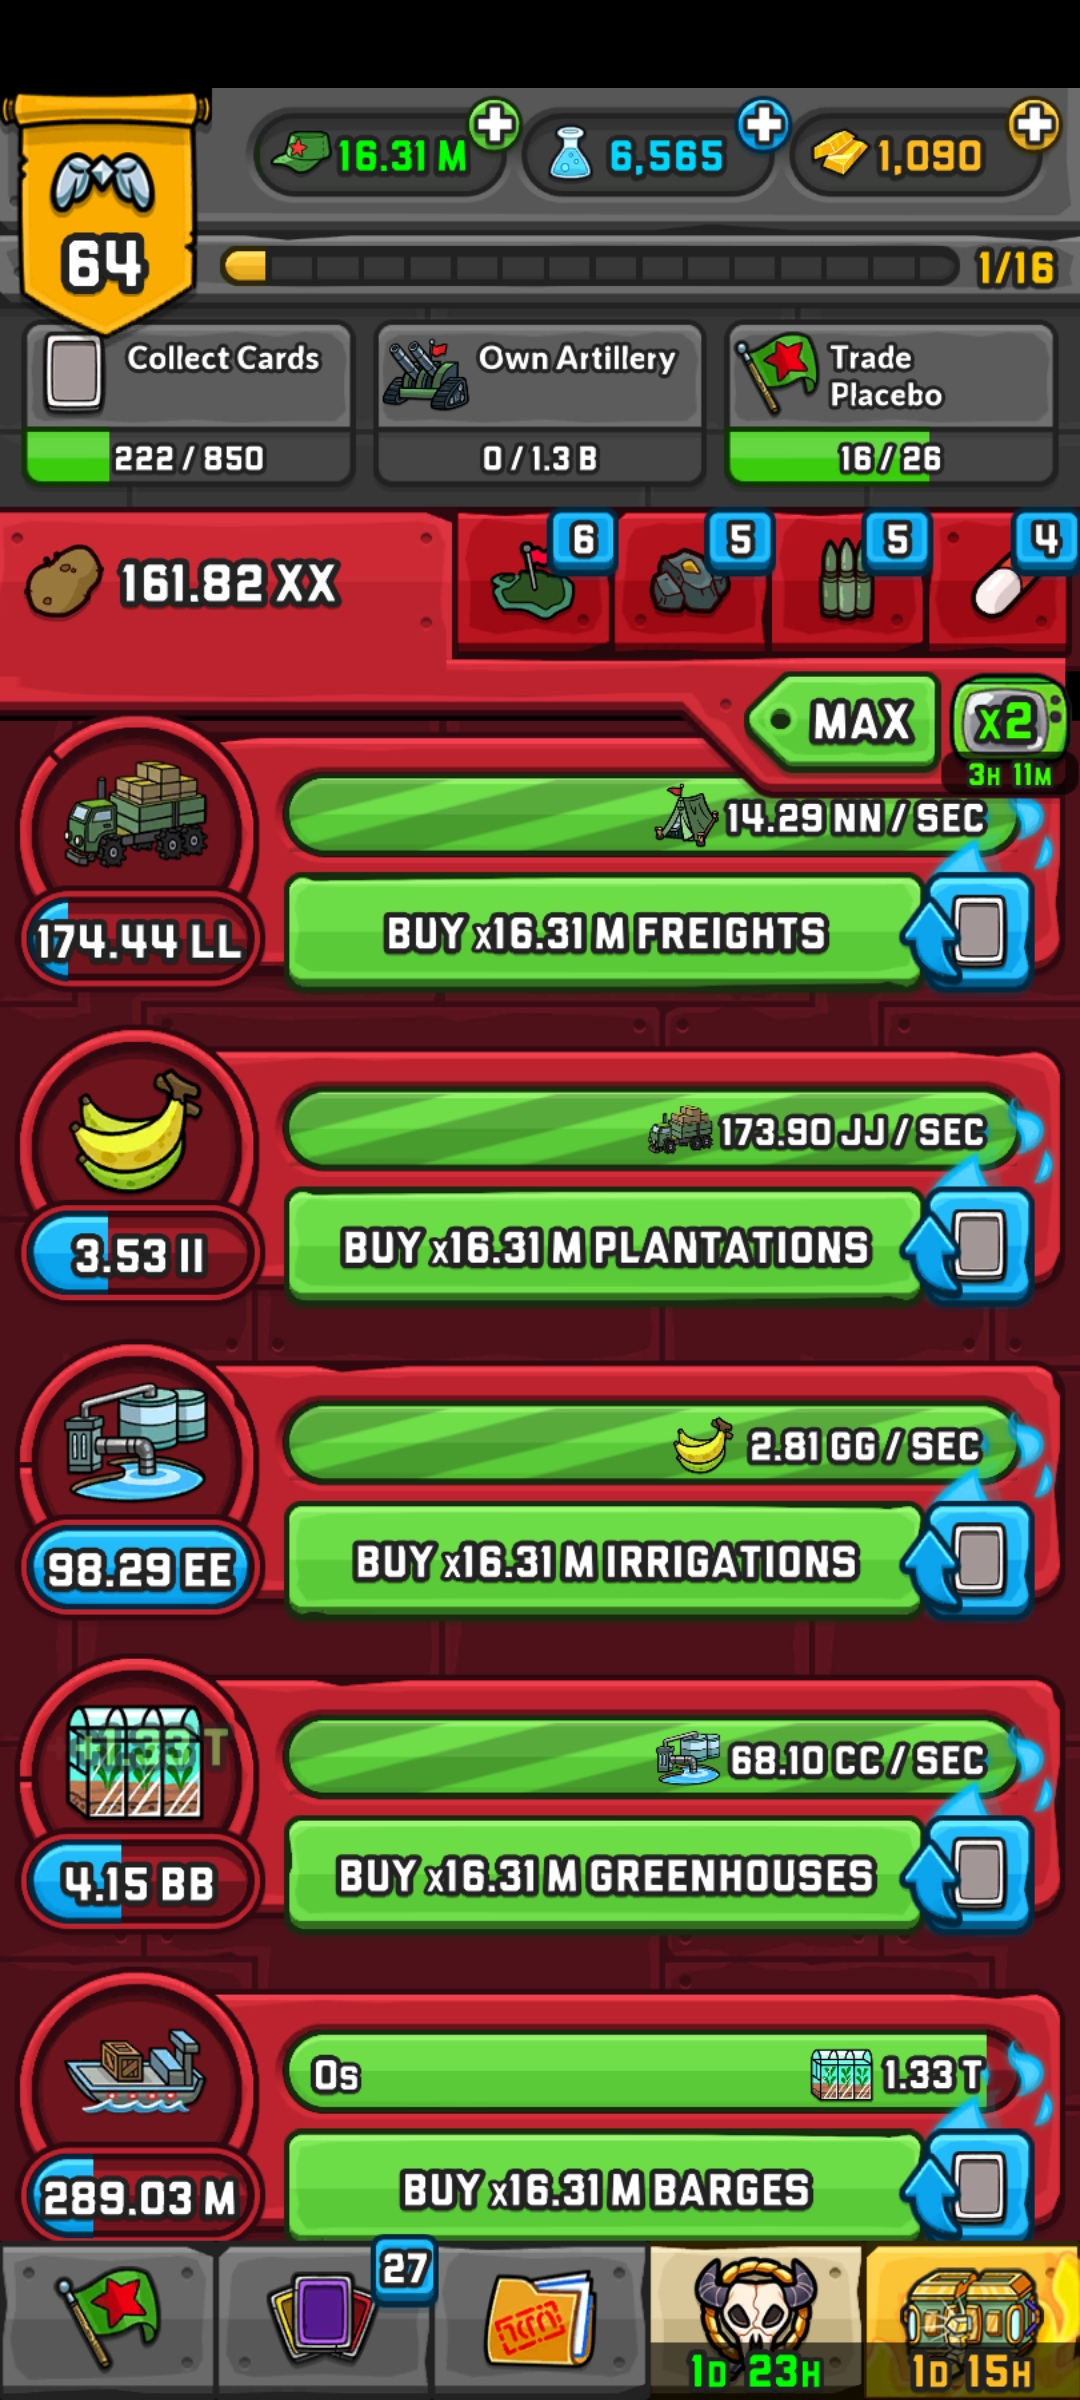 64
16.31 M
6,565
1,090
1/16
Collect Cards
222 / 850
Own Artillery
0 / 1.3 B
Trade
Placebo
16 / 26
161.82 XX
6
5
5
4
MAX
x2
3H 11M
14.29 NN / SEC
174.44 LL
BUY x16.31 M FREIGHTS
173.90 JJ / SEC
3.53 II
BUY x16.31 M PLANTATIONS
2.81 GG / SEC
98.29 EE
BUY x16.31 M IRRIGATIONS
+1.33 T
68.10 CC / SEC
4.15 BB
BUY x16.31 M GREENHOUSES
0s
1.33 T
289.03 M
BUY x16.31 M BARGES
27
1D 23H
1D 15H